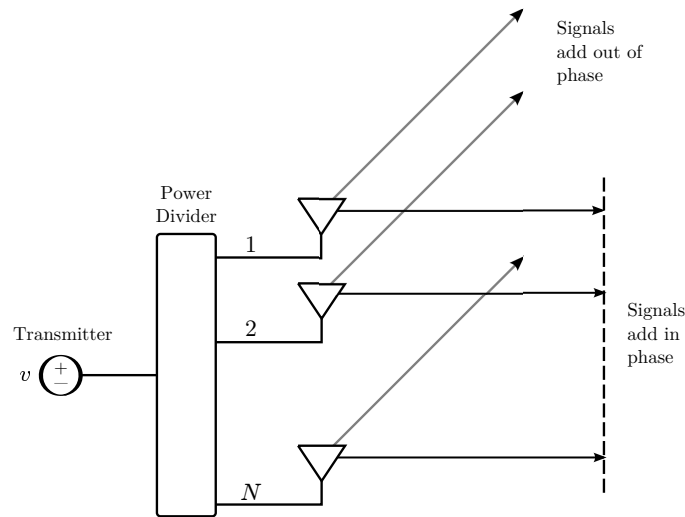 Signals
add out of
phase
Power
Divider
1
2
Transmitter
v
+
−
Signals
add in
phase
N